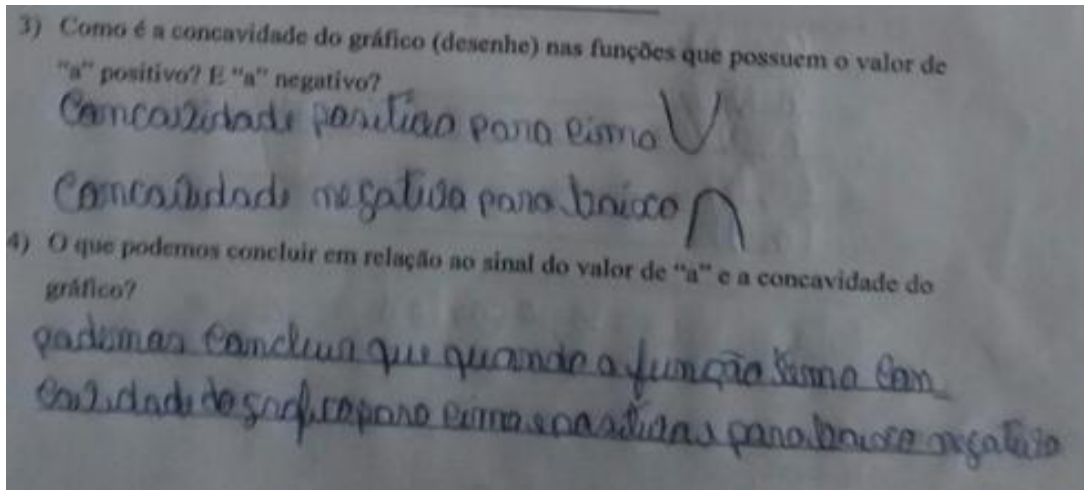 3) Como é a concavidade do gráfico (desenhe) nas funções que possuem o valor de
"a" positivo? E "a" negativo?
Concavidade positiva para cima
Concavidade negativa para baixo
4) O que podemos concluir em relação ao sinal do valor de "a" e a concavidade do
gráfico?
podemos concluir que quando a função con
cavidade do grafico para cima e positiva e para baixo negativo